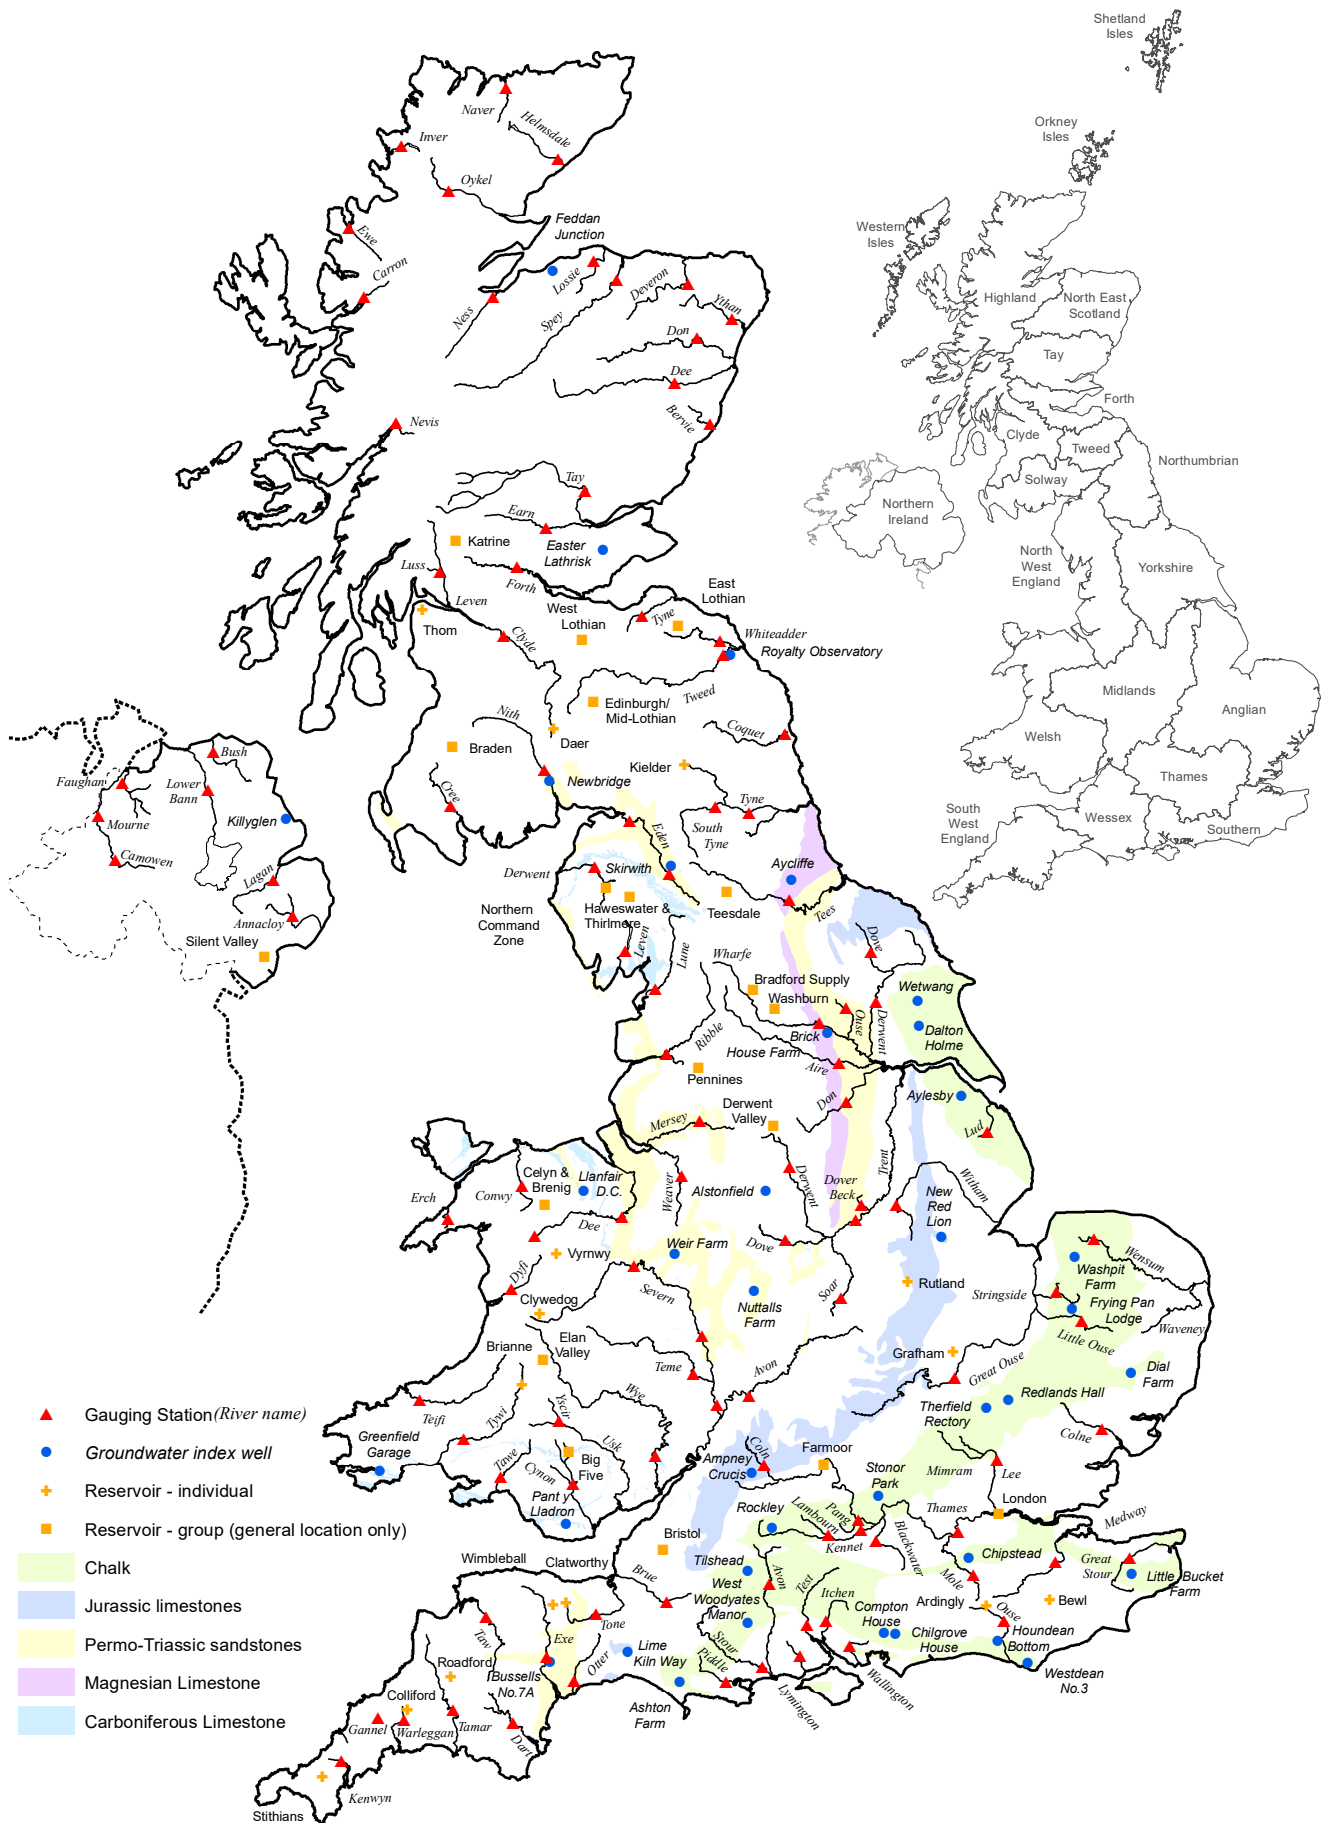 Shetland
Isles
Orkney
Isles
Western
Isles
Highland
North East
Scotland
Tay
Forth
Clyde
Tweed
Solway
Northumbrian
Northern
Ireland
North
West
England
Yorkshire
Midlands
Anglian
Welsh
Thames
South
West
England
Wessex
Southern
Naver
Helmsdale
Inver
Oykel
Ewe
Carron
Feddan
Junction
Lossie
Ness
Spey
Deveron
Ythan
Don
Dee
Bervie
Nevis
Tay
Earn
Katrine
Easter
Lathrisk
Luss
Leven
Forth
Thom
Clyde
West
Lothian
East
Lothian
Tyne
Whiteadder
Royalty Observatory
Tweed
Edinburgh/
Mid-Lothian
Nith
Daer
Braden
Coquet
Kielder
Newbridge
Cree
Tyne
South
Tyne
Eden
Bush
Faughan
Lower
Bann
Mourne
Killyglen
Camowen
Lagan
Annacloy
Silent Valley
Derwent
Skirwith
Aycliffe
Northern
Command
Zone
Haweswater &
Thirlmere
Teesdale
Tees
Leven
Lune
Dove
Wharfe
Bradford Supply
Washburn
Wetwang
Ouse
Derwent
Dalton
Holme
Ribble
Brick
House Farm
Aire
Pennines
Don
Aylesby
Lud
Mersey
Derwent
Valley
Trent
Celyn &
Brenig
Llanfair
D.C.
Conwy
Erch
Weaver
Alstonfield
Derwent
Dover
Beck
New
Red
Lion
Witham
Dee
Vyrnwy
Weir Farm
Dove
Dyfi
Clywedog
Severn
Nuttalls
Farm
Soar
Rutland
Wensum
Washpit
Farm
Stringside
Frying Pan
Lodge
Waveney
Little Ouse
Brianne
Elan
Valley
Teme
Avon
Grafham
Great Ouse
Dial
Farm
Redlands Hall
Therfield
Rectory
Wye
Yscir
Usk
Teifi
Tywi
Greenfield
Garage
Tawe
Cynon
Big
Five
Pant y
Lladron
Coln
Ampney
Crucis
Farmoor
Mimram
Lee
Colne
Stonor
Park
Thames
London
Medway
Rockley
Lambourn
Pang
Kennet
Blackwater
Bristol
Tilshead
Chipstead
Great
Stour
Little Bucket
Farm
Mole
Bewl
Ardingly
Wimbleball
Clatworthy
Brue
West
Woodyates
Manor
Avon
Test
Itchen
Compton
House
Chilgrove
House
Ouse
Houndean
Bottom
Westdean
No.3
Taw
Tone
Exe
Lime
Kiln Way
Stour
Piddle
Otter
Bussells
No.7A
Ashton
Farm
Lymington
Wallington
Roadford
Colliford
Gannel
Warleggan
Tamar
Dart
Kenwyn
Stithians
Gauging Station (River name)
Groundwater index well
Reservoir - individual
Reservoir - group (general location only)
Chalk
Jurassic limestones
Permo-Triassic sandstones
Magnesian Limestone
Carboniferous Limestone